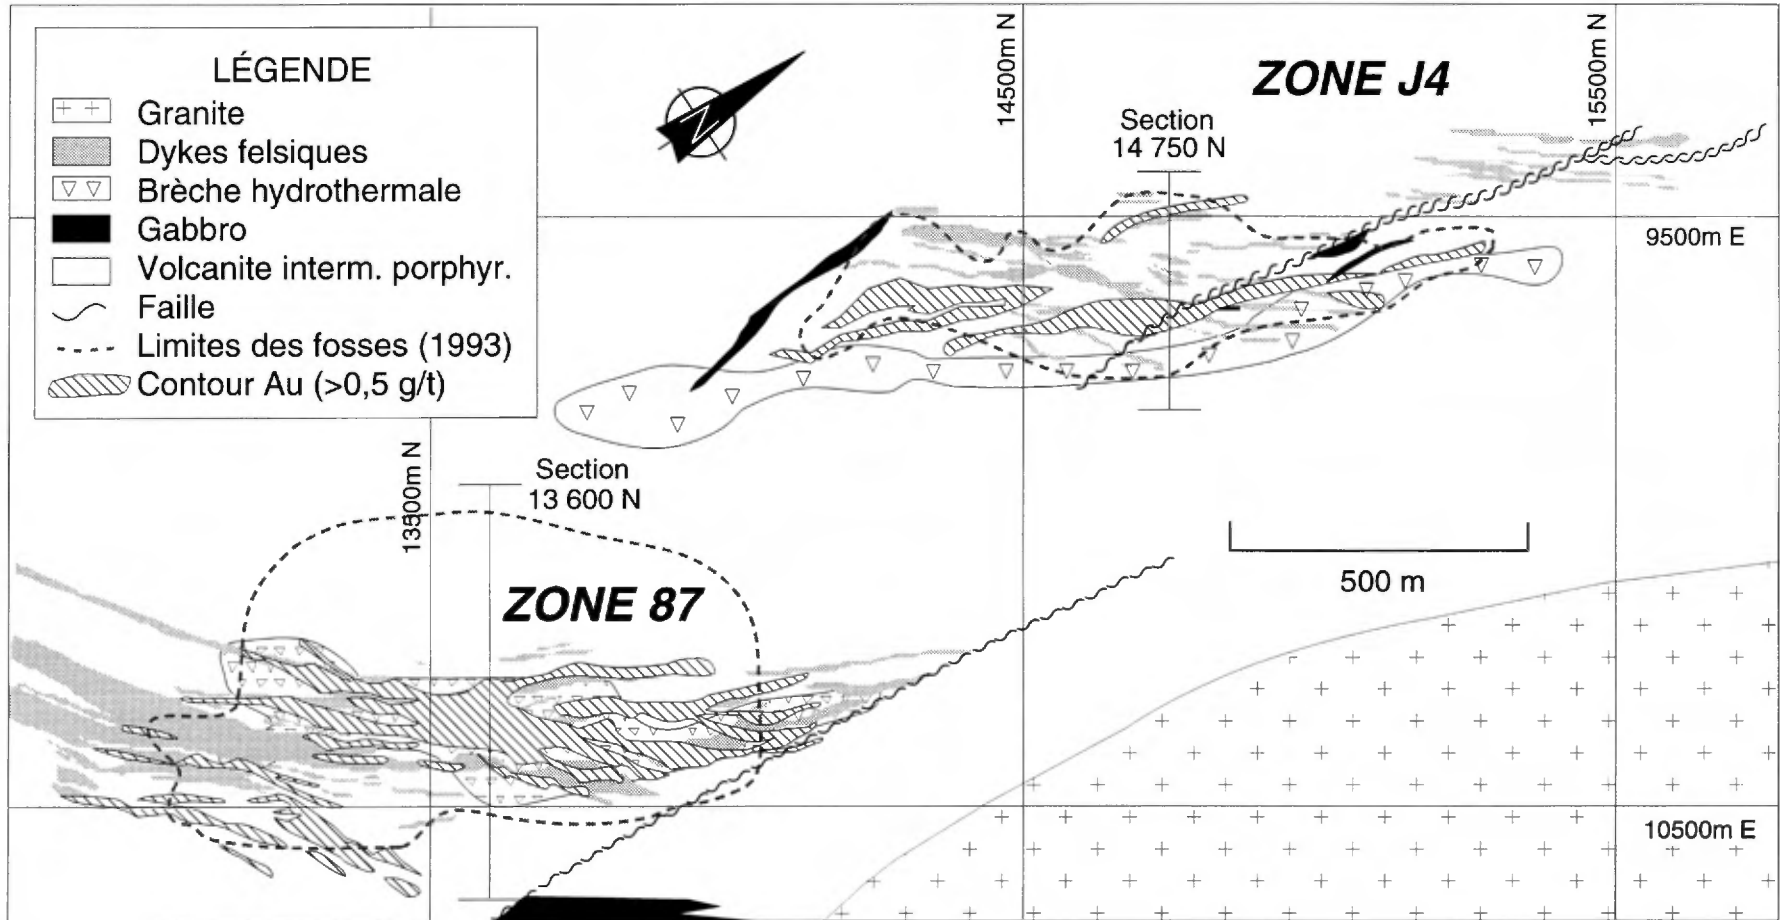 LÉGENDE
Granite
Dykes felsiques
Brèche hydrothermale
Gabbro
Volcanite interm. porphyr.
Faille
Limites des fosses (1993)
Contour Au (>0,5 g/t)
N
14500m N
ZONE J4
15500m N
Section
14 750 N
9500m E
13500m N
Section
13 600 N
ZONE 87
500 m
10500m E